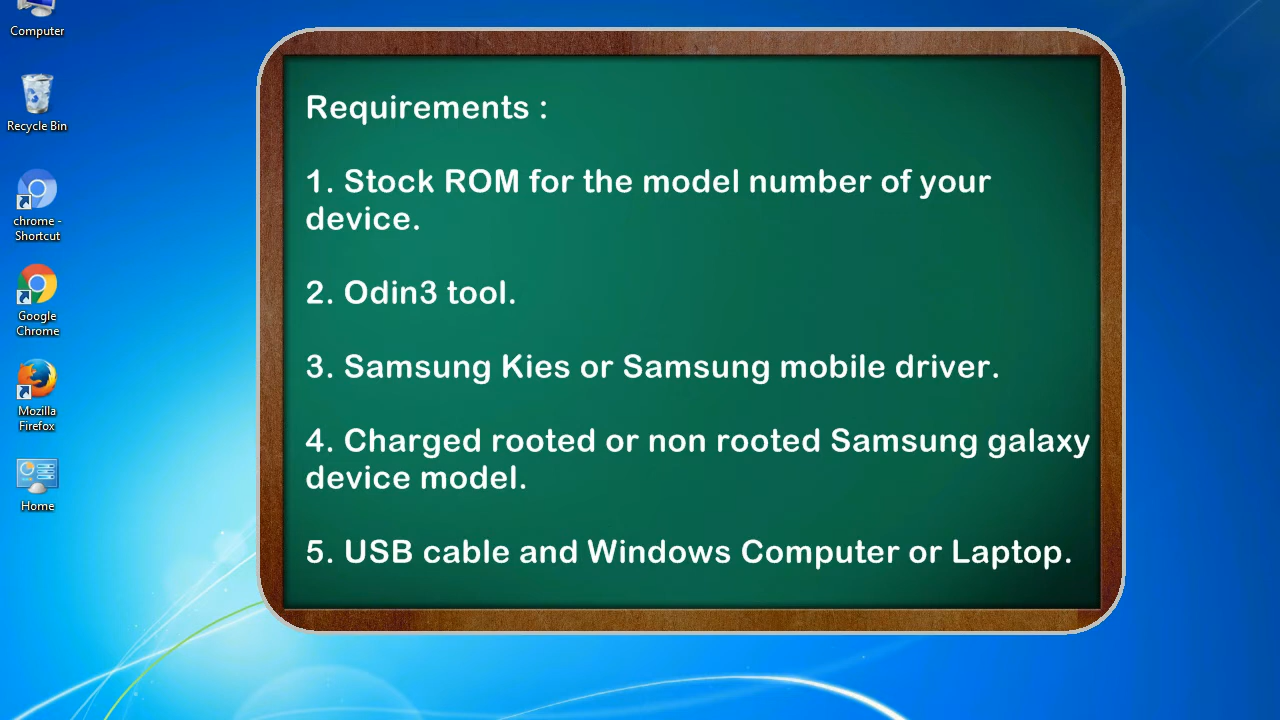 Computer
Recycle Bin
chrome -
Shortcut
Google
Chrome
Mozilla
Firefox
Home
Requirements :
1. Stock ROM for the model number of your
device.
2. Odin3 tool.
3. Samsung Kies or Samsung mobile driver.
4. Charged rooted or non rooted Samsung galaxy
device model.
5. USB cable and Windows Computer or Laptop.